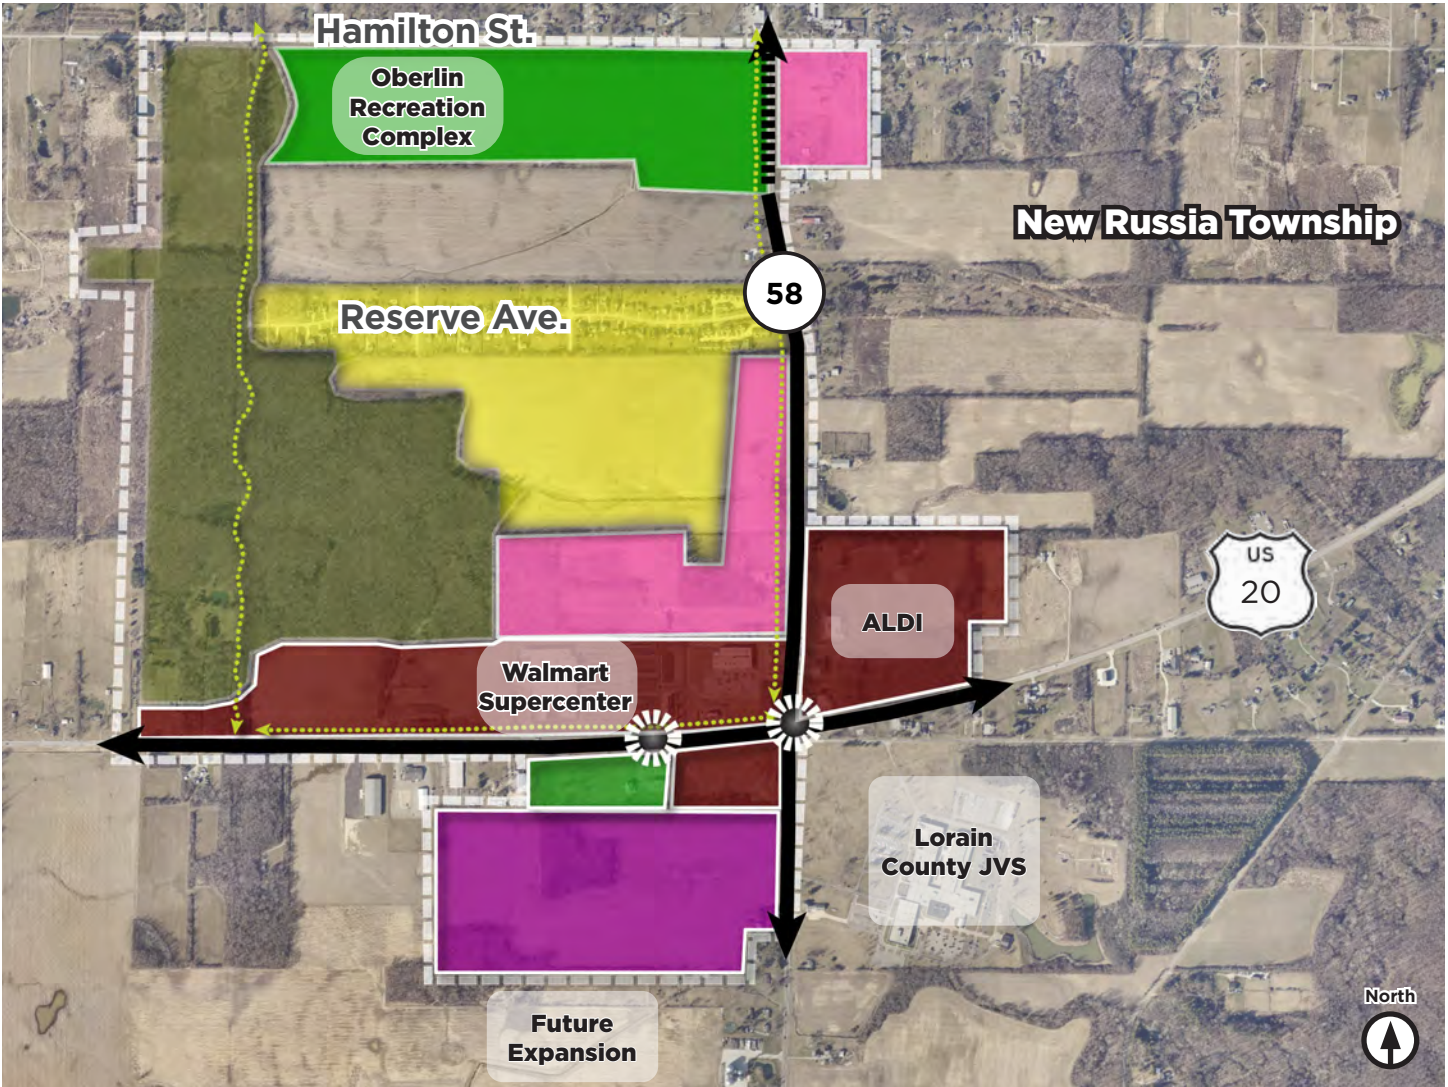 Hamilton St.
Oberlin
Recreation
Complex
New Russia Township
58
Reserve Ave.
US
20
ALDI
Walmart
Supercenter
Lorain
County JVS
North
Future
Expansion